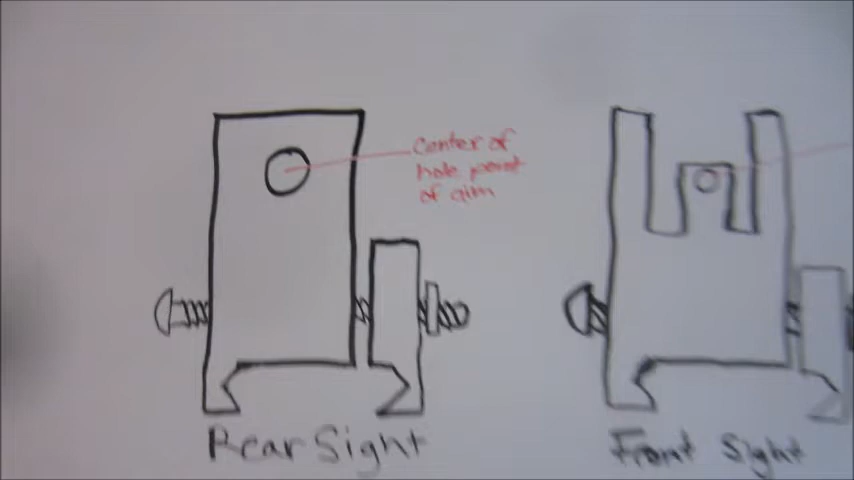 Center of
hole point
of aim
Rear Sight
Front Sight